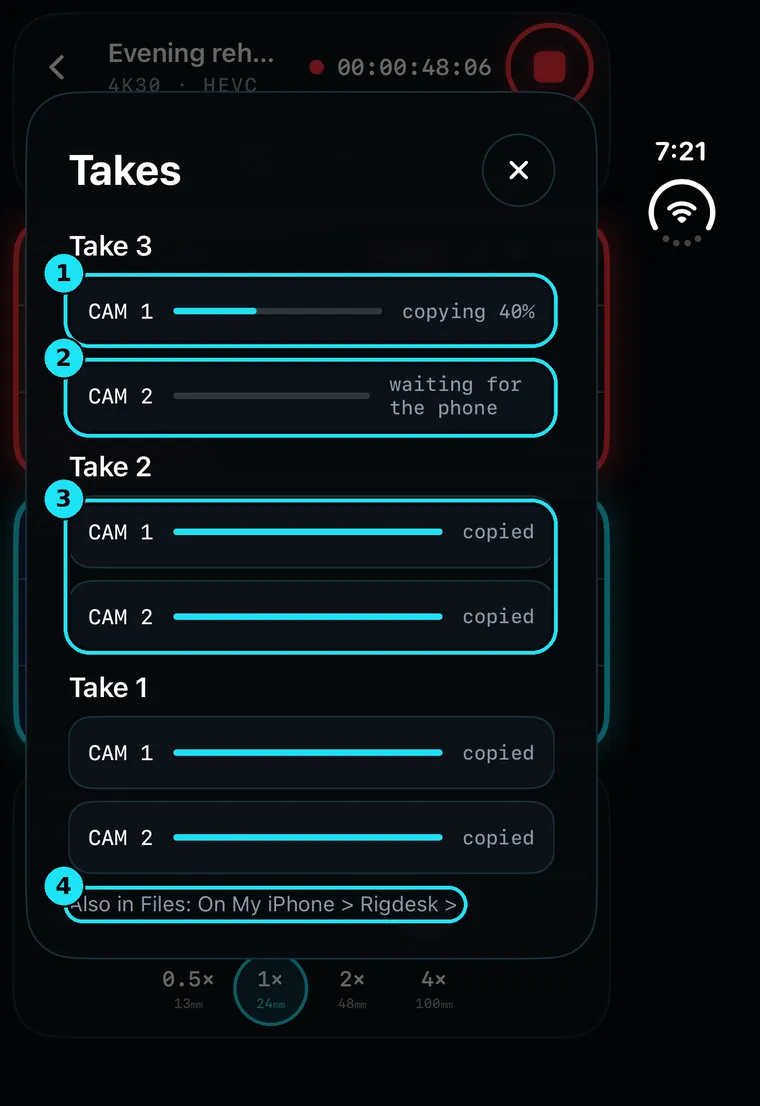 Evening reh...
00:00:48:06
4K30 · HEVC
7:21
Takes
Take 3
1
CAM 1 copying 40%
2
CAM 2 waiting for
the phone
Take 2
3
CAM 1 copied
CAM 2 copied
Take 1
CAM 1 copied
CAM 2 copied
4
Also in Files: On My iPhone > Rigdesk >
0.5× 1× 2× 4×
13mm 24mm 48mm 100mm